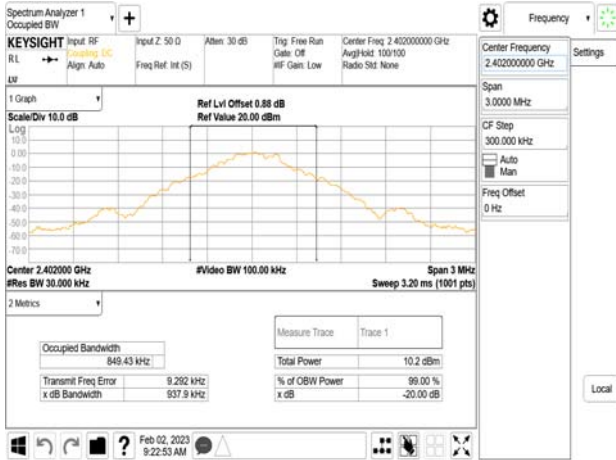 Spectrum Analyzer 1
Occupied BW
Frequency
KEYSIGHT
Input: RF
Coupling: DC
Align: Auto
Input Z: 50 Ω
Freq Ref: Int (S)
Atten: 30 dB
Trig: Free Run
Gate: Off
#IF Gain: Low
Center Freq: 2.402000000 GHz
Avg|Hold: 100/100
Radio Std: None
RL
Center Frequency
2.402000000 GHz
Settings
Span
3.0000 MHz
CF Step
300.000 kHz
Auto
Man
Freq Offset
0 Hz
1 Graph
Scale/Div 10.0 dB
Ref Lvl Offset 0.88 dB
Ref Value 20.00 dBm
Log
10.0
0.00
-10.0
-20.0
-30.0
-40.0
-50.0
-60.0
-70.0
Center 2.402000 GHz
#Video BW 100.00 kHz
Span 3 MHz
#Res BW 30.000 kHz
Sweep 3.20 ms (1001 pts)
2 Metrics
Measure Trace
Trace 1
Occupied Bandwidth
849.43 kHz
Total Power
10.2 dBm
Transmit Freq Error
9.292 kHz
% of OBW Power
99.00 %
x dB Bandwidth
937.9 kHz
x dB
-20.00 dB
Local
?
Feb 02, 2023
9:22:53 AM